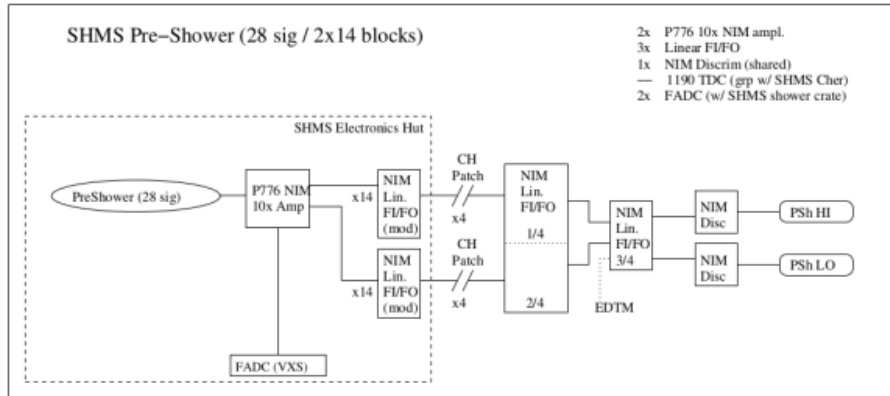 SHMS Pre−Shower (28 sig / 2x14 blocks)
2x P776 10x NIM ampl.
3x Linear FI/FO
1x NIM Discrim (shared)
— 1190 TDC (grp w/ SHMS Cher)
2x FADC (w/ SHMS shower crate)
SHMS Electronics Hut
PreShower (28 sig)
P776 NIM
10x Amp
x14
NIM
Lin.
FI/FO
(mod)
x14
NIM
Lin.
FI/FO
(mod)
FADC (VXS)
CH
Patch
x4
CH
Patch
x4
NIM
Lin.
FI/FO
1/4
2/4
NIM
Lin.
FI/FO
3/4
EDTM
NIM
Disc
PSh HI
NIM
Disc
PSh LO